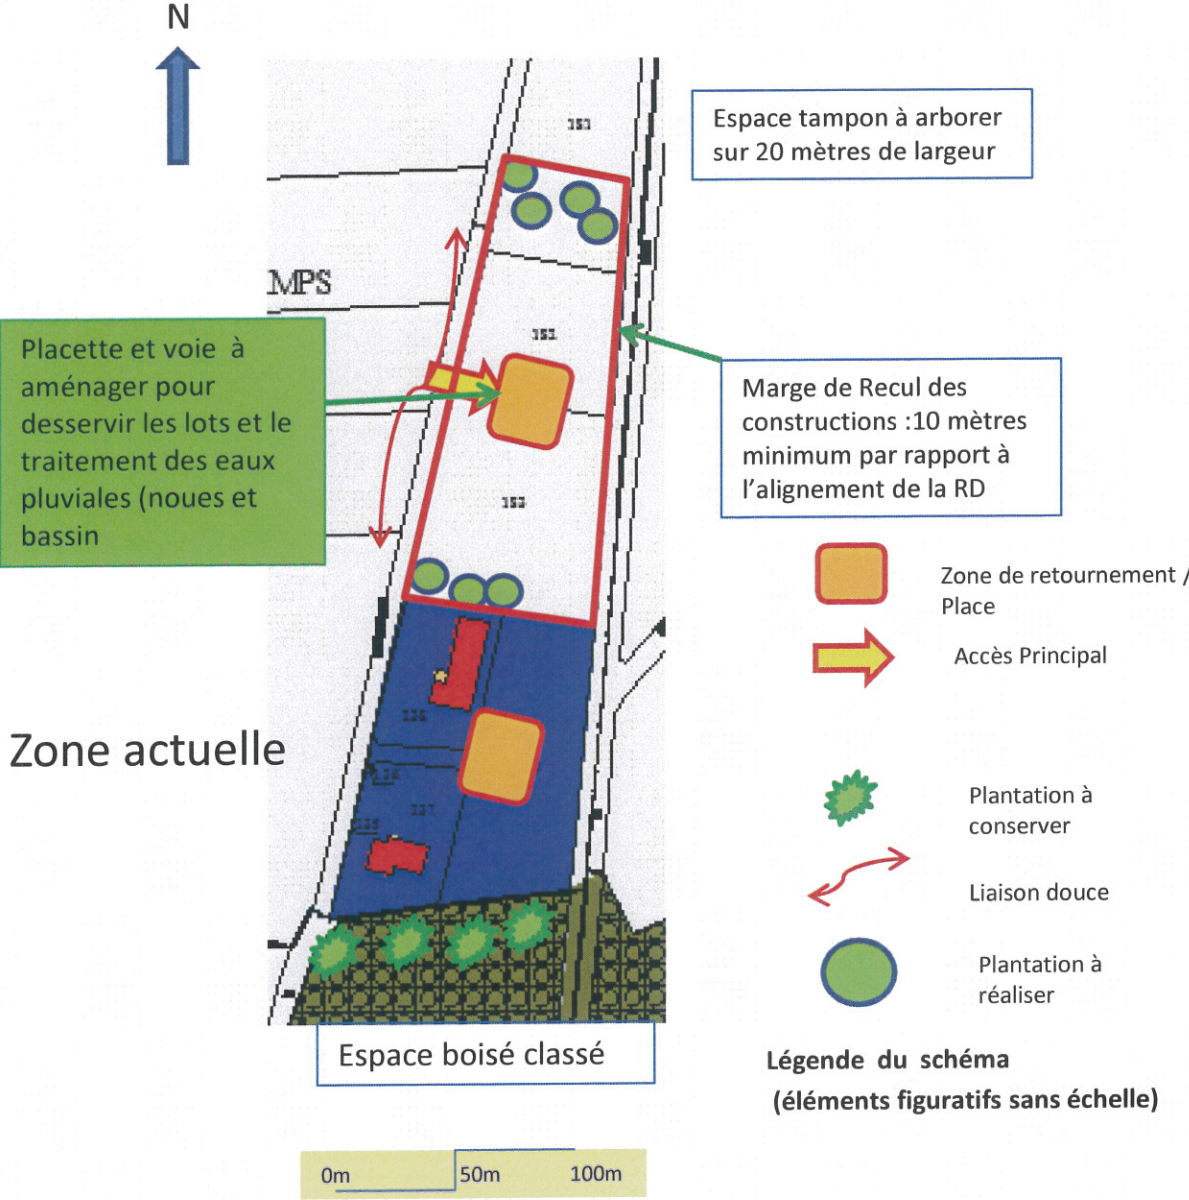 N
151
Espace tampon à arborer
sur 20 mètres de largeur
MPS
Placette et voie à
aménager pour
desservir les lots et le
traitement des eaux
pluviales (noues et
bassin
Marge de Recul des
constructions :10 mètres
minimum par rapport à
l'alignement de la RD
Zone de retournement /
Place
Accès Principal
Zone actuelle
137
Plantation à
conserver
Liaison douce
Plantation à
réaliser
Espace boisé classé
Légende du schéma
(éléments figuratifs sans échelle)
0m 50m 100m